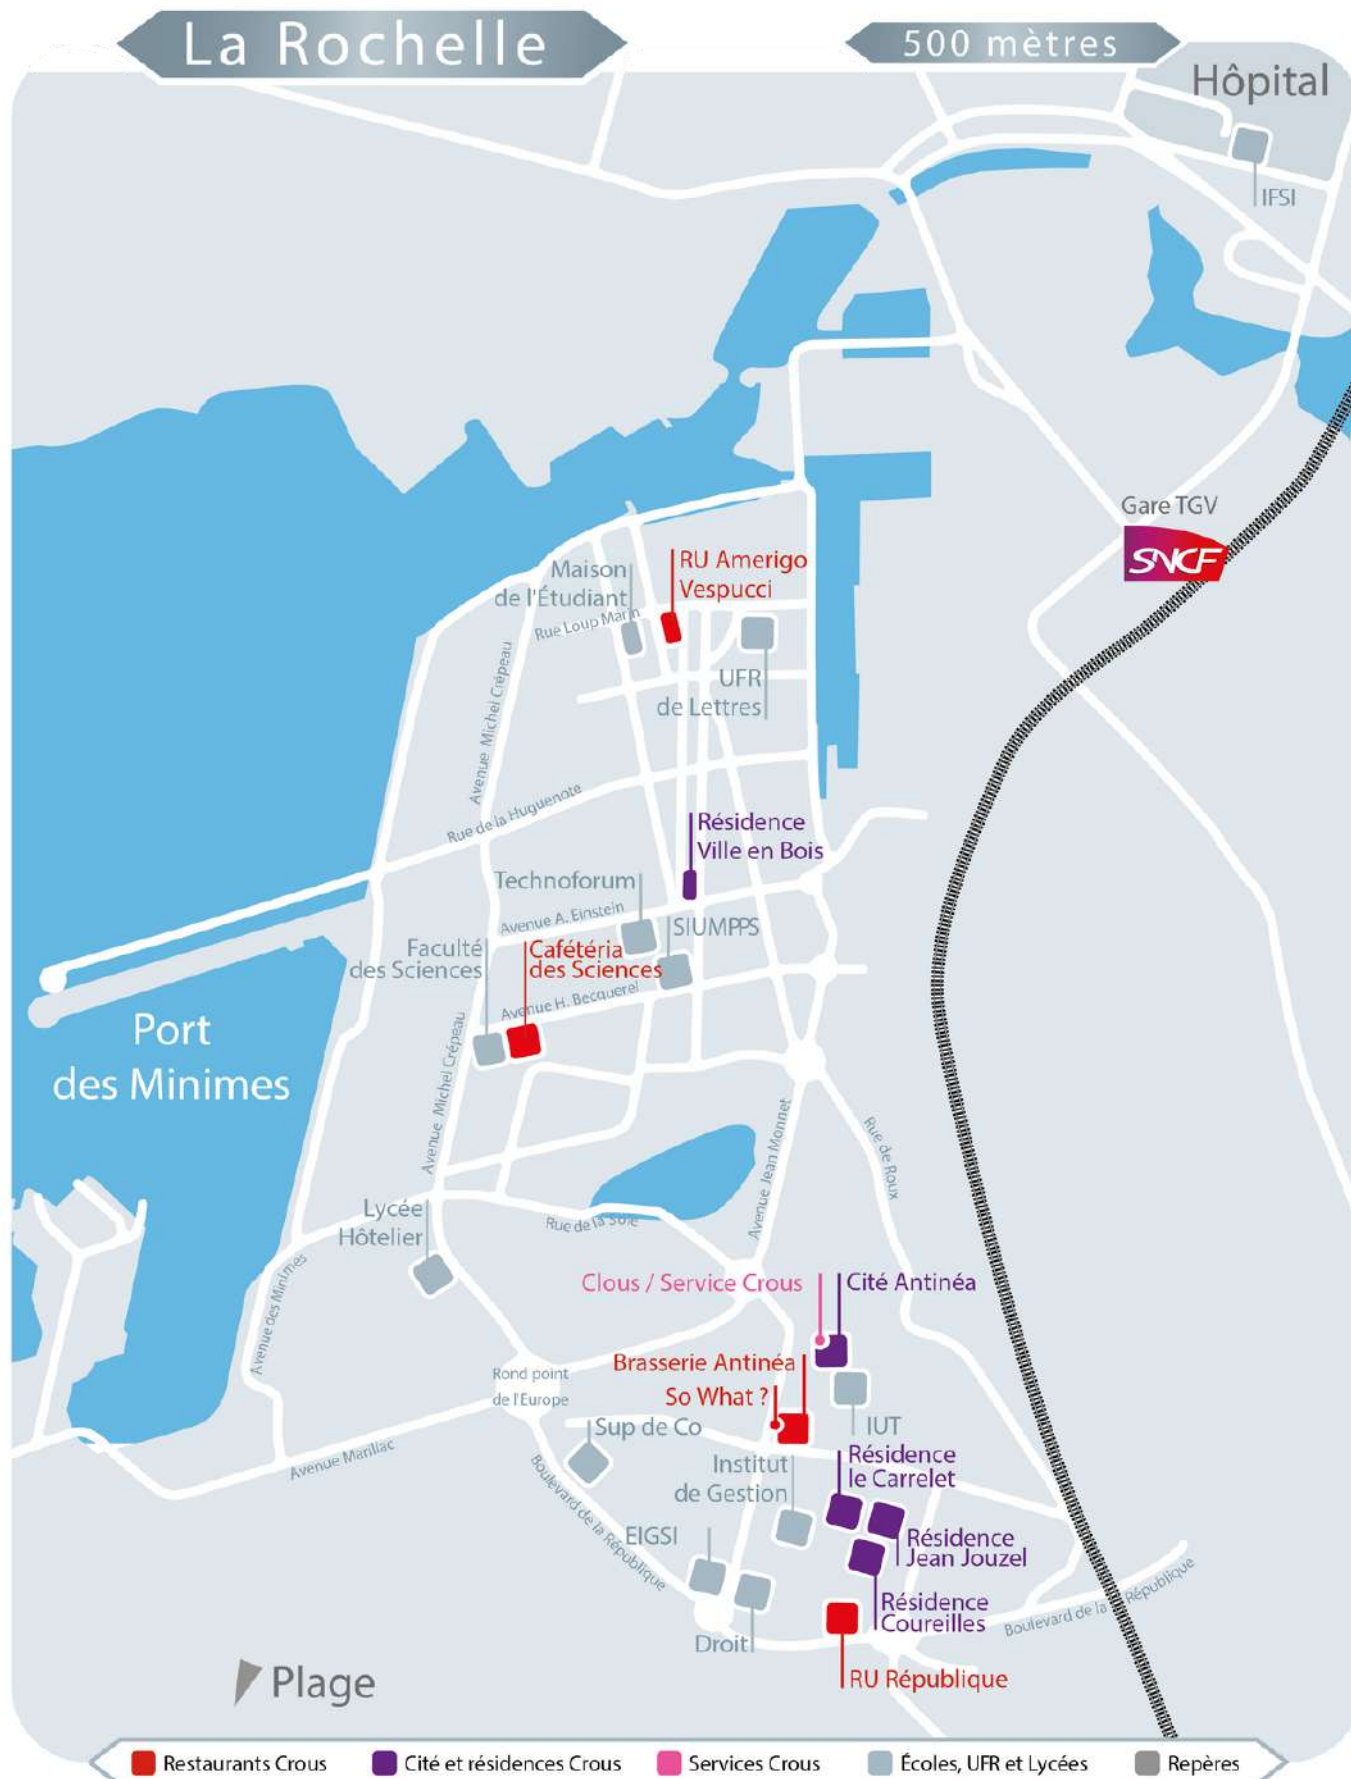 La Rochelle
500 mètres
Hôpital
IFSI
Gare TGV
SNCF
RU Amerigo
Vespucci
Maison
de l'Étudiant
Rue Loup Marin
Avenue Michel Crépeau
UFR
de Lettres
Rue de la Huguenote
Résidence
Ville en Bois
Technoforum
Avenue A. Einstein
SIUMPPS
Faculté
des Sciences
Cafétéria
des Sciences
Avenue H. Becquerel
Port
des Minimes
Avenue Michel Crépeau
Avenue Jean Monnet
Rue de Roux
Lycée
Hôtelier
Rue de la Sole
Avenue des Minimes
Clous / Service Crous
Cité Antinéa
Brasserie Antinéa
So What ?
Rond point
de l'Europe
Sup de Co
IUT
Avenue Marillac
Institut
de Gestion
Résidence
le Carrelet
Boulevard de la République
EIGSI
Résidence
Jean Jouzel
Résidence
Coureilles
Boulevard de la République
Droit
RU République
Plage
Restaurants Crous
Cité et résidences Crous
Services Crous
Écoles, UFR et Lycées
Repères